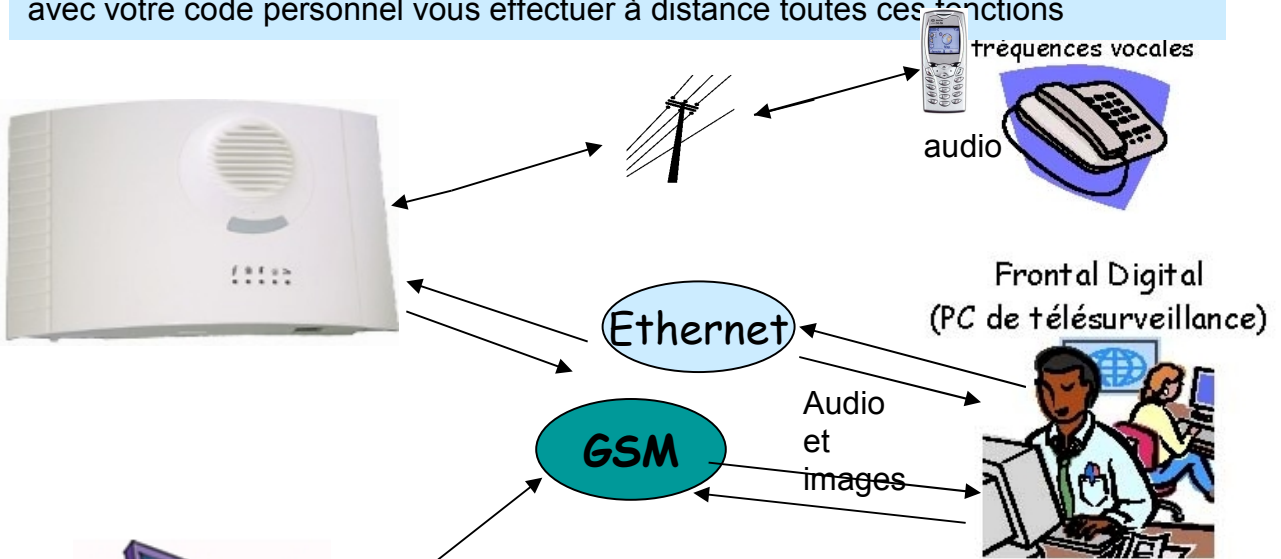 avec votre code personnel vous effectuer à distance toutes ces fonctions
fréquences vocales
audio
Frontal Digital
(PC de télésurveillance)
Ethernet
Audio
et
images
GSM